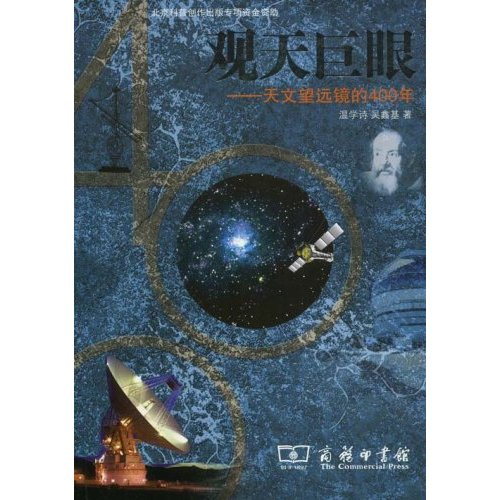 北京科普创作出版专项资金资助
观天巨眼
——天文望远镜的400年
温学诗 吴鑫基 著
400
商务印书馆
The Commercial Press